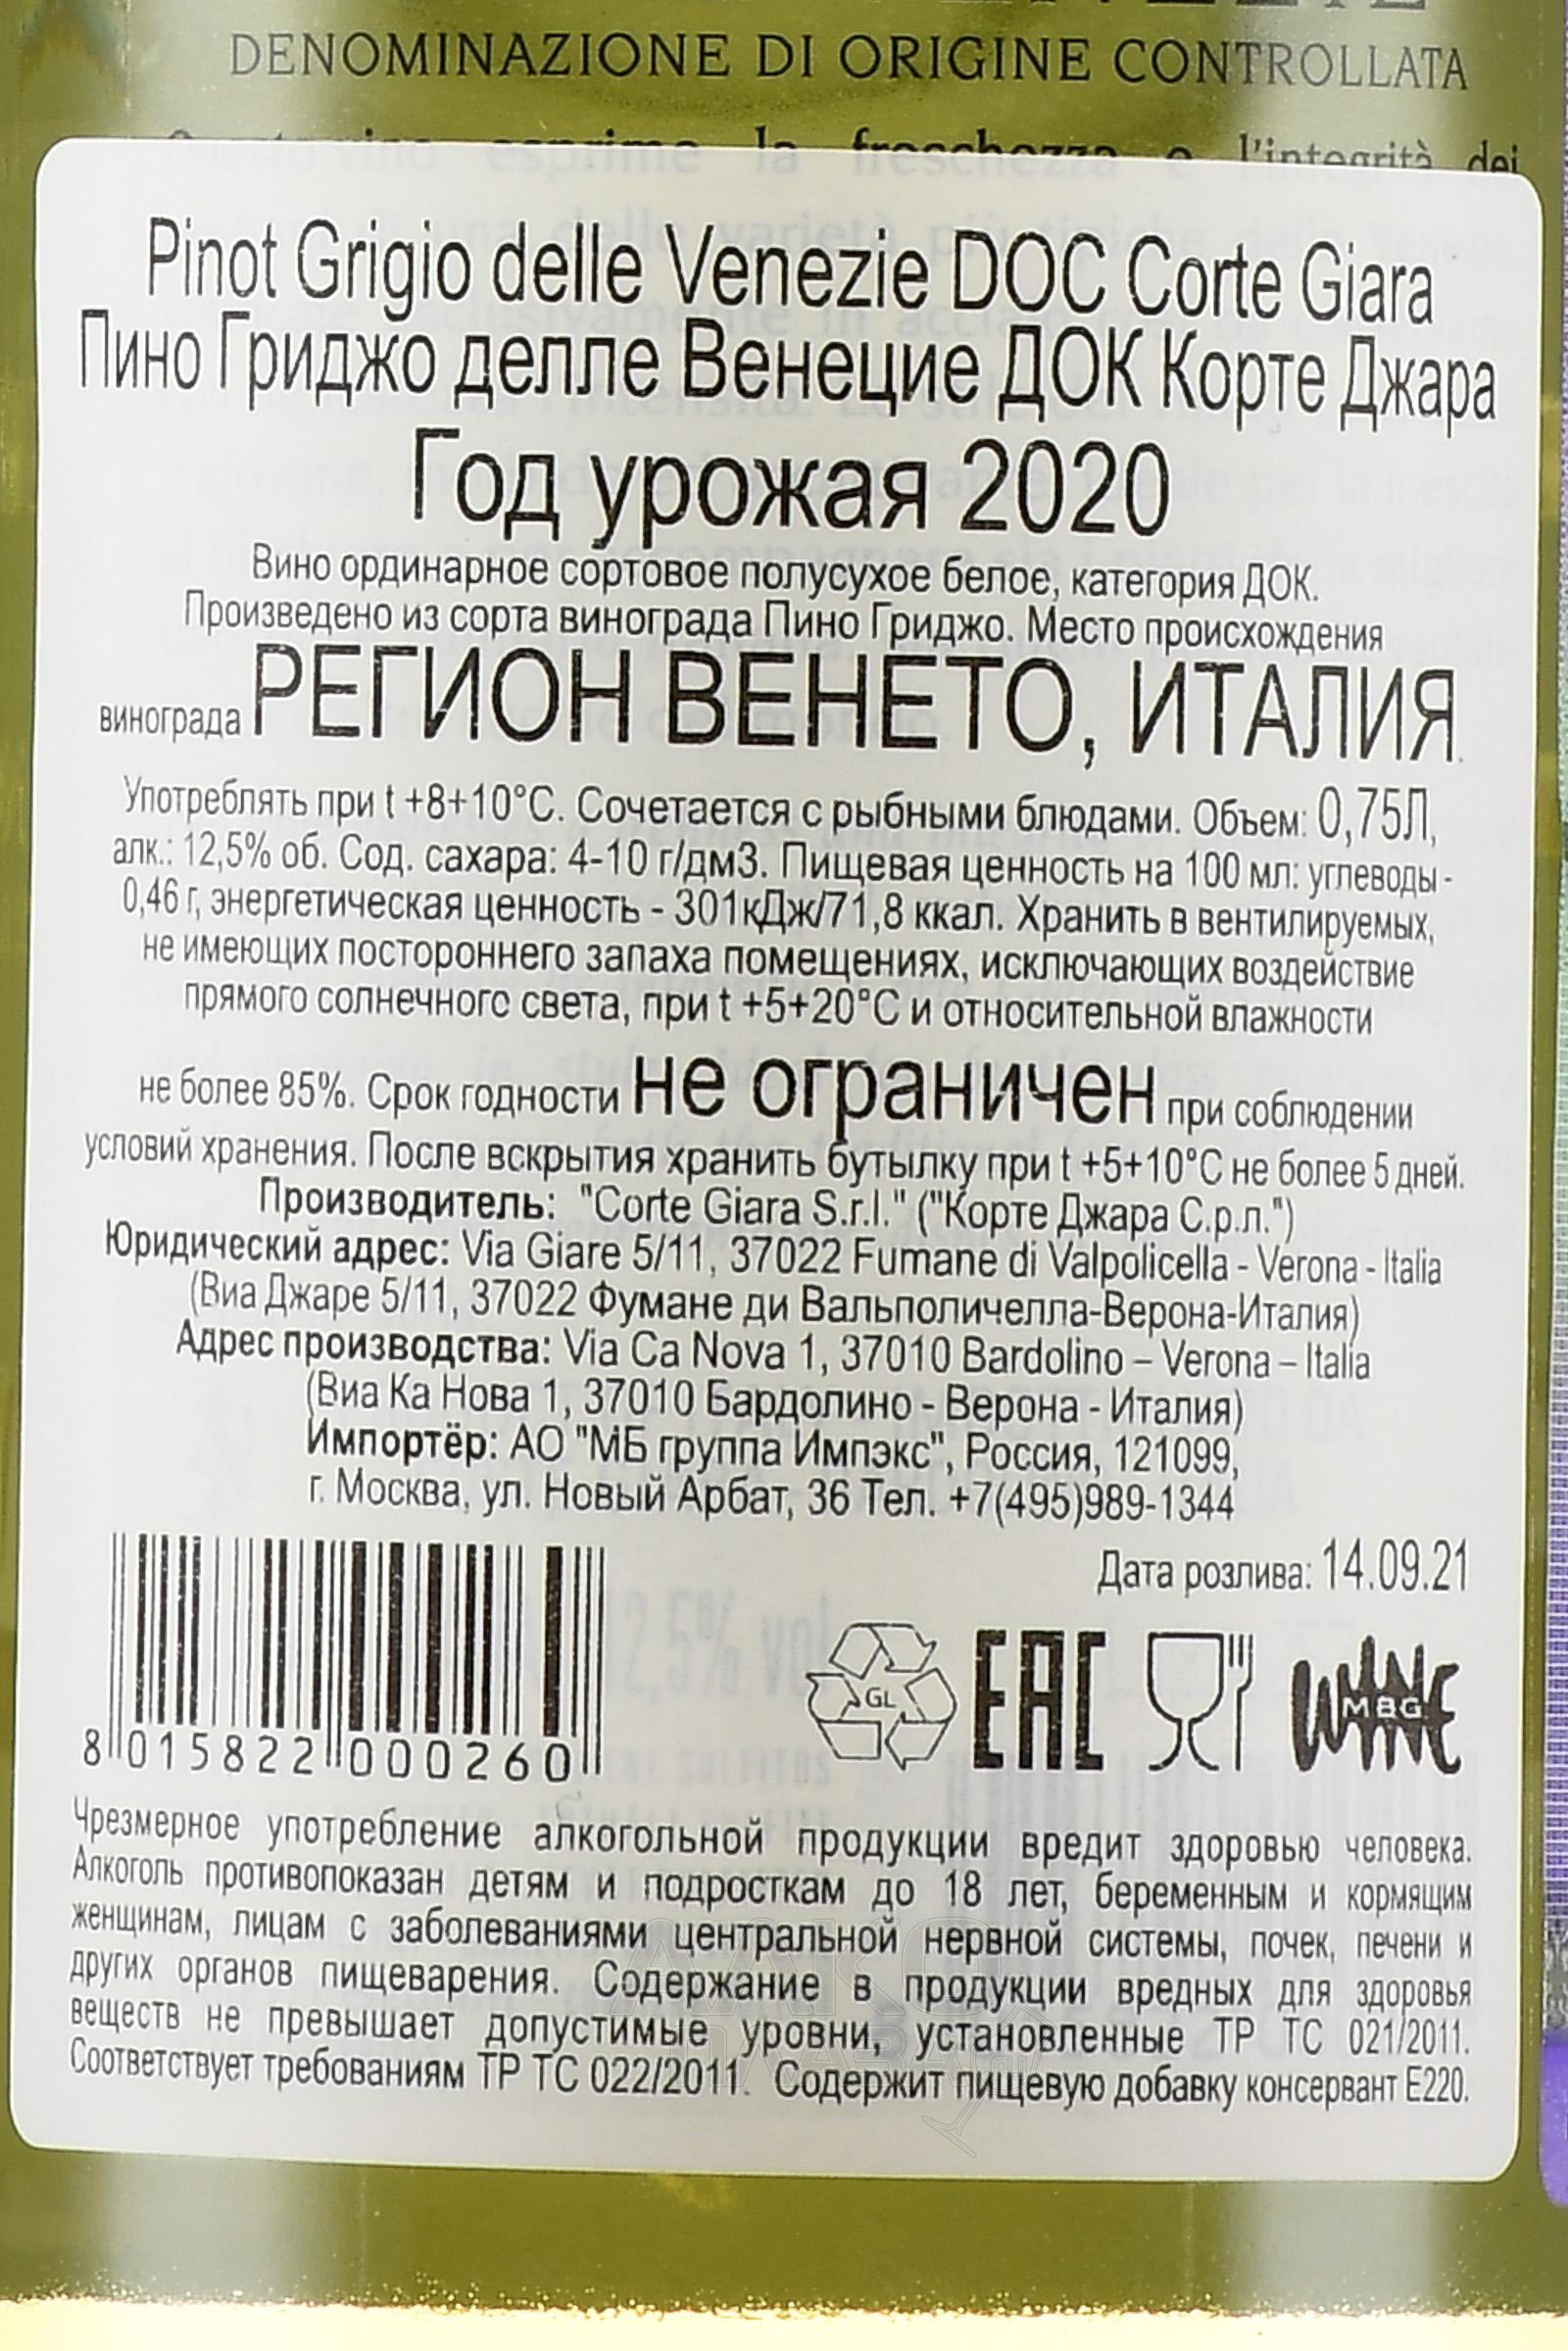 DENOMINAZIONE DI ORIGINE CONTROLLATA
esprime la freschezza e l'integrità dei
Pinot Grigio delle Venezie DOC Corte Giara
Пино Гриджо делле Венецие ДОК Корте Джара
Год урожая 2020
Вино ординарное сортовое полусухое белое, категория ДОК.
Произведено из сорта винограда Пино Гриджо. Место происхождения
винограда РЕГИОН ВЕНЕТО, ИТАЛИЯ.
Употреблять при t +8+10°C. Сочетается с рыбными блюдами. Объем: 0,75Л,
алк.: 12,5% об. Сод. сахара: 4-10 г/дм3. Пищевая ценность на 100 мл: углеводы -
0,46 г, энергетическая ценность - 301кДж/71,8 ккал. Хранить в вентилируемых,
не имеющих постороннего запаха помещениях, исключающих воздействие
прямого солнечного света, при t +5+20°C и относительной влажности
не более 85%. Срок годности не ограничен при соблюдении
условий хранения. После вскрытия хранить бутылку при t +5+10°C не более 5 дней.
Производитель: "Corte Giara S.r.l." ("Корте Джара С.р.л.")
Юридический адрес: Via Giare 5/11, 37022 Fumane di Valpolicella - Verona - Italia
(Виа Джаре 5/11, 37022 Фумане ди Вальполичелла-Верона-Италия)
Адрес производства: Via Ca Nova 1, 37010 Bardolino – Verona – Italia
(Виа Ка Нова 1, 37010 Бардолино - Верона - Италия)
Импортёр: АО "МБ группа Импэкс", Россия, 121099,
г. Москва, ул. Новый Арбат, 36 Тел. +7(495)989-1344
Дата розлива: 14.09.21
GL EAC WINE MBG
8 015822 000260
Чрезмерное употребление алкогольной продукции вредит здоровью человека.
Алкоголь противопоказан детям и подросткам до 18 лет, беременным и кормящим
женщинам, лицам с заболеваниями центральной нервной системы, почек, печени и
других органов пищеварения. Содержание в продукции вредных для здоровья
веществ не превышает допустимые уровни, установленные ТР ТС 021/2011.
Соответствует требованиям ТР ТС 022/2011. Содержит пищевую добавку консервант Е220.